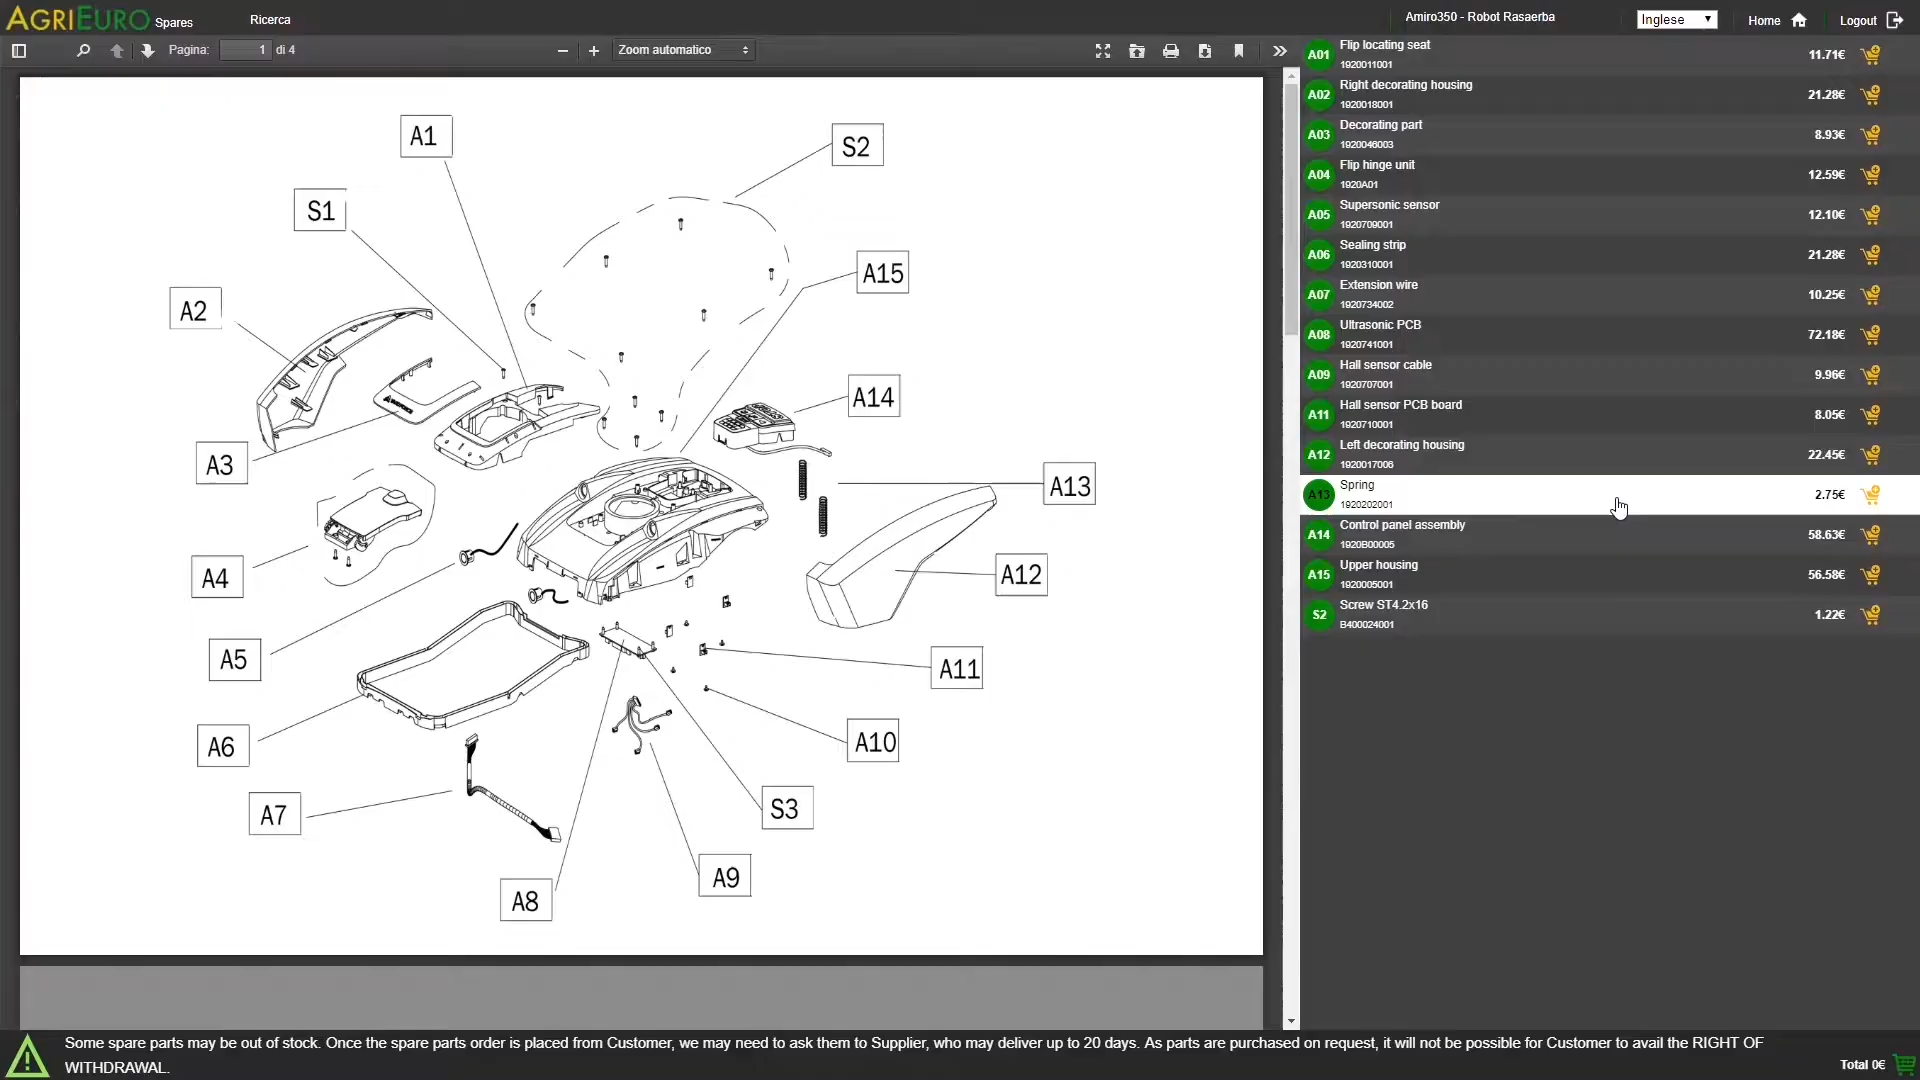 AGRIEURO Spares
Ricerca
Amiro350 - Robot Rasaerba
Inglese
Home
Logout
Pagina: 1 di 4
Zoom automatico
A1
S2
S1
A15
A2
A14
A3
A13
A4
A12
A5
A11
A6
A10
A7
S3
A9
A8
A01 Flip locating seat 11.71€
1920011001
A02 Right decorating housing 21.28€
1920018001
A03 Decorating part 8.93€
1920046003
A04 Flip hinge unit 12.59€
1920A01
A05 Supersonic sensor 12.10€
1920709001
A06 Sealing strip 21.28€
1920310001
A07 Extension wire 10.25€
1920734002
A08 Ultrasonic PCB 72.18€
1920741001
A09 Hall sensor cable 9.96€
1920707001
A11 Hall sensor PCB board 8.05€
1920710001
A12 Left decorating housing 22.45€
1920017006
A13 Spring 2.75€
1920202001
A14 Control panel assembly 58.63€
1920B00005
A15 Upper housing 56.58€
1920005001
S2 Screw ST4.2x16 1.22€
B400024001
Some spare parts may be out of stock. Once the spare parts order is placed from Customer, we may need to ask them to Supplier, who may deliver up to 20 days. As parts are purchased on request, it will not be possible for Customer to avail the RIGHT OF
WITHDRAWAL.
Total 0€